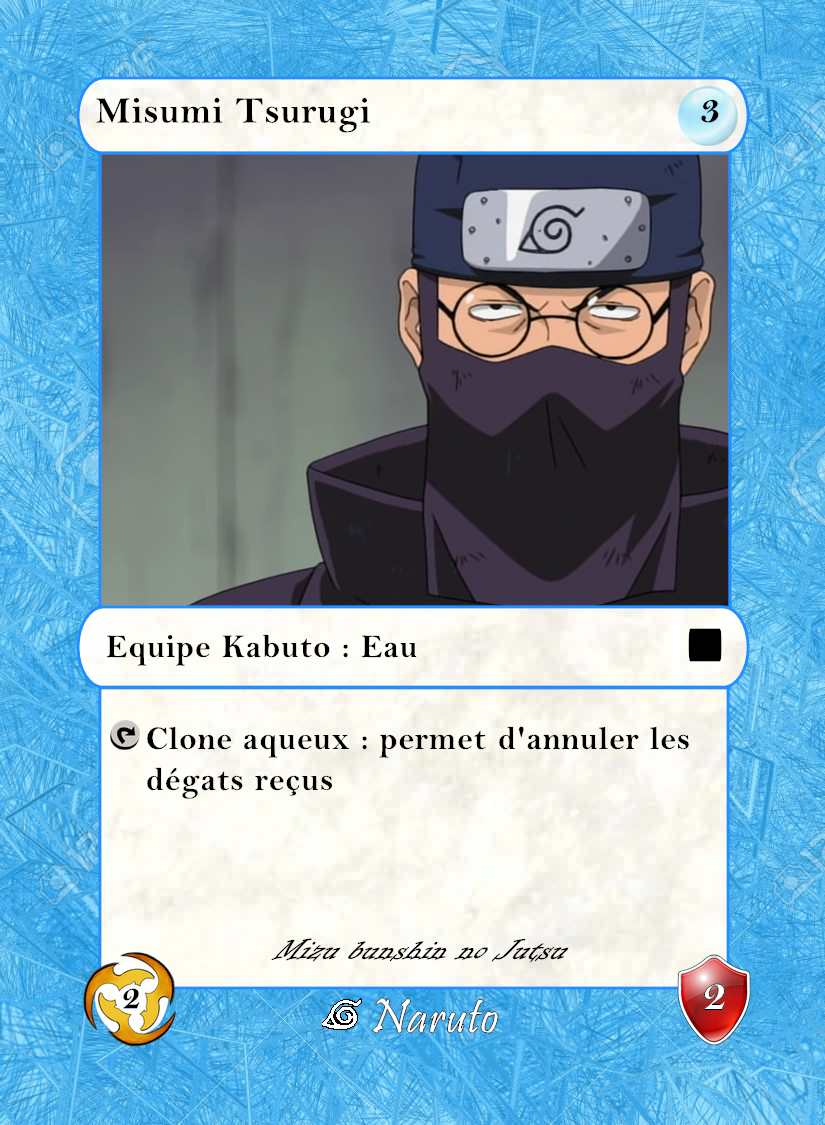 Misumi Tsurugi
3
Equipe Kabuto : Eau
Clone aqueux : permet d'annuler les
dégats reçus
Mizu bunshin no Jutsu
2
Naruto
2